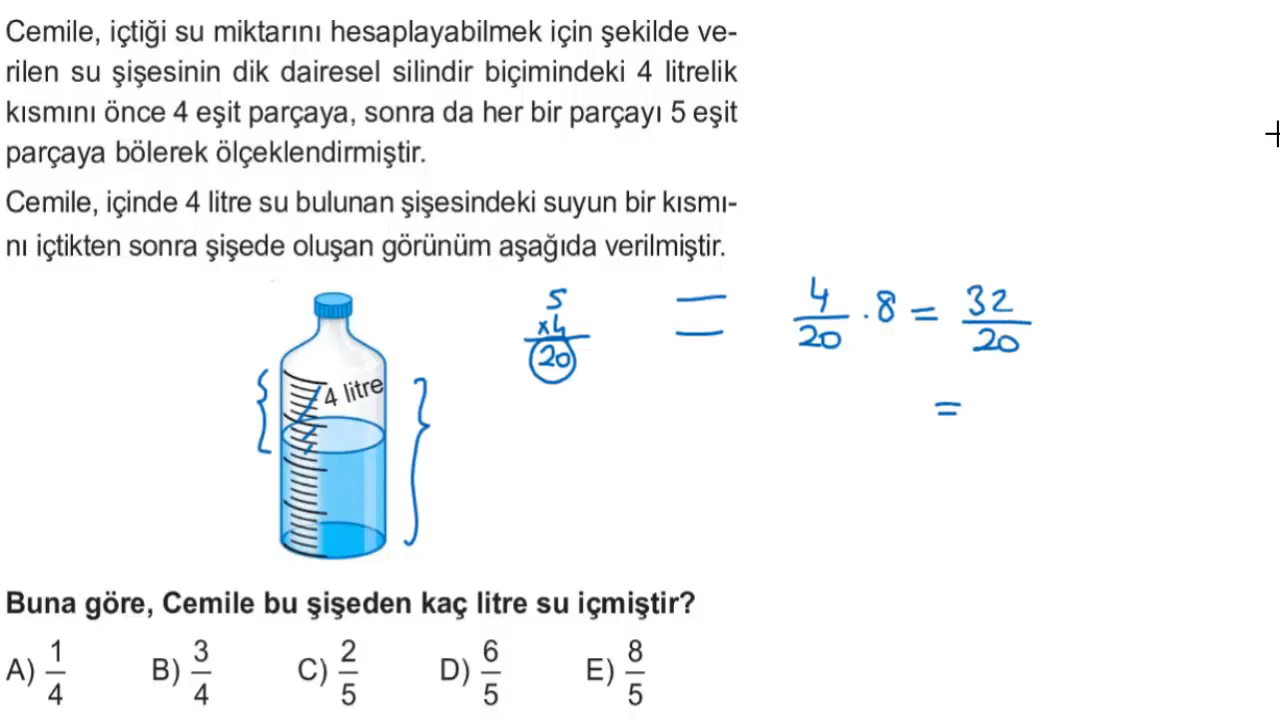 Cemile, içtiği su miktarını hesaplayabilmek için şekilde ve-
rilen su şişesinin dik dairesel silindir biçimindeki 4 litrelik
kısmını önce 4 eşit parçaya, sonra da her bir parçayı 5 eşit
parçaya bölerek ölçeklendirmiştir.
Cemile, içinde 4 litre su bulunan şişesindeki suyun bir kısmı-
nı içtikten sonra şişede oluşan görünüm aşağıda verilmiştir.
4 litre
5
x4
20
=
4/20 . 8 = 32/20
=
Buna göre, Cemile bu şişeden kaç litre su içmiştir?
A) 1/4 B) 3/4 C) 2/5 D) 6/5 E) 8/5